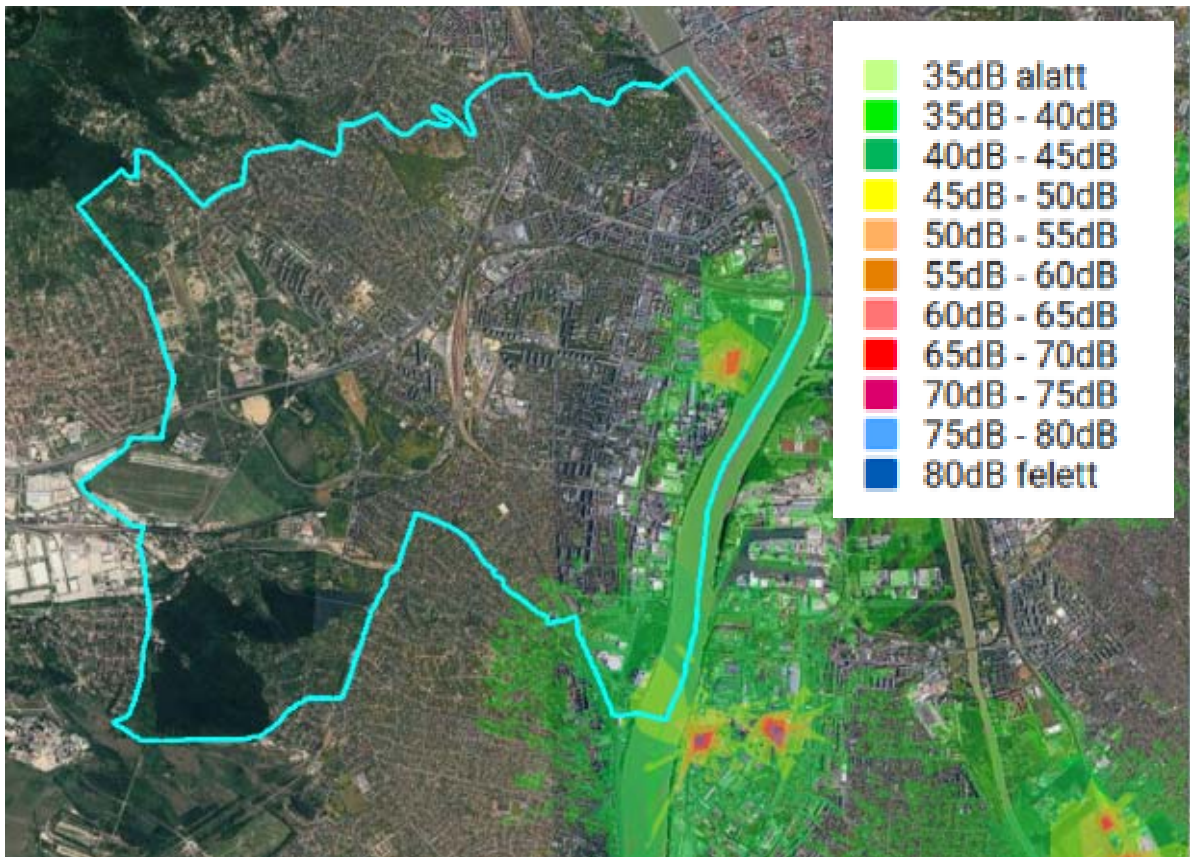 35dB alatt
35dB - 40dB
40dB - 45dB
45dB - 50dB
50dB - 55dB
55dB - 60dB
60dB - 65dB
65dB - 70dB
70dB - 75dB
75dB - 80dB
80dB felett